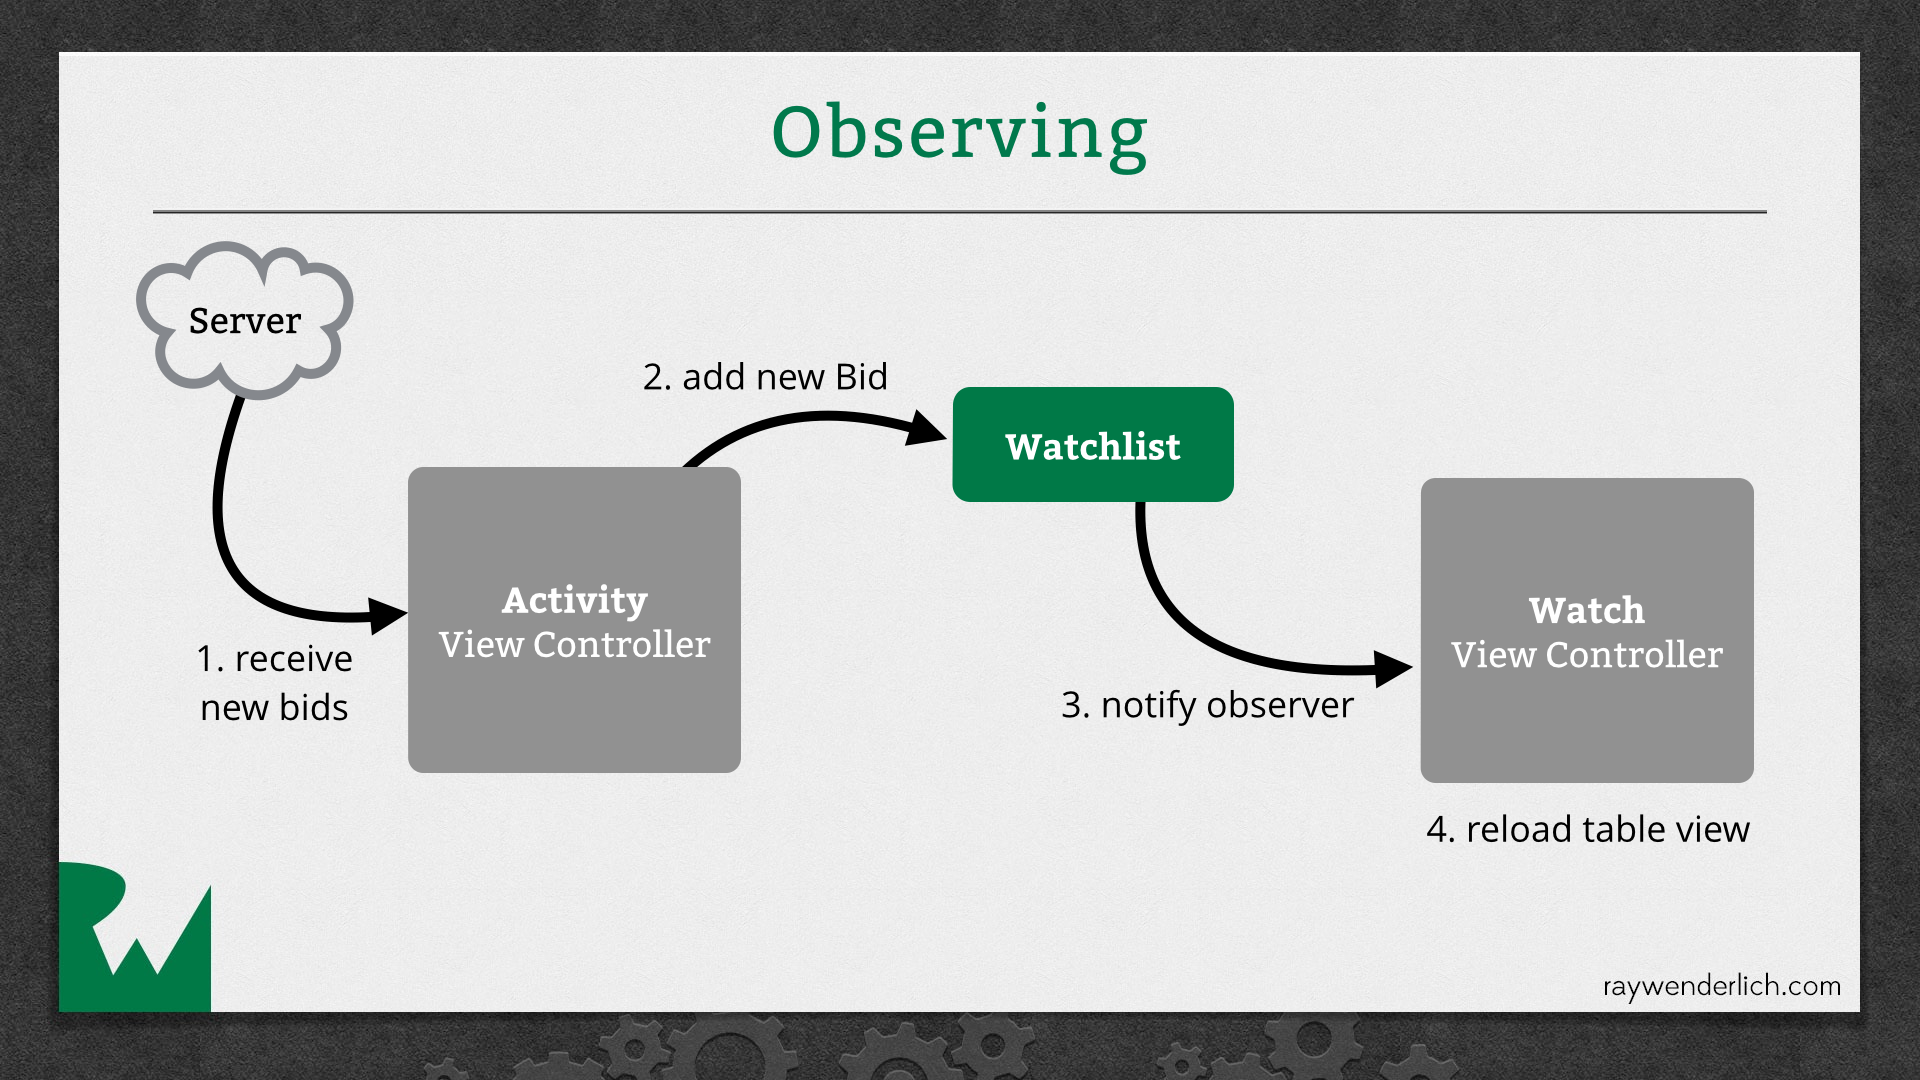 Observing
Server
2. add new Bid
Watchlist
Activity
View Controller
Watch
View Controller
1. receive
new bids
3. notify observer
4. reload table view
raywenderlich.com